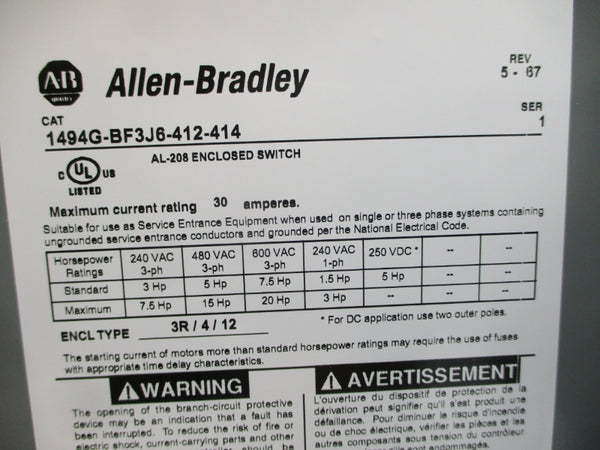 AB
QUALITY
Allen-Bradley
REV
5 - 67
CAT
SER
1494G-BF3J6-412-414
1
AL-208 ENCLOSED SWITCH
C UL US
LISTED
Maximum current rating 30 amperes.
Suitable for use as Service Entrance Equipment when used on single or three phase systems containing
ungrounded service entrance conductors and grounded per the National Electrical Code.
Horsepower Ratings 240 VAC 3-ph 480 VAC 3-ph 600 VAC 3-ph 240 VAC 1-ph 250 VDC * -- --
Standard 3 Hp 5 Hp 7.5 Hp 1.5 Hp 5 Hp -- --
Maximum 7.5 Hp 15 Hp 20 Hp 3 Hp -- -- --
ENCL TYPE 3R / 4 / 12
* For DC application use two outer poles.
The starting current of motors more than standard horsepower ratings may require the use of fuses
with appropriate time delay characteristics.
WARNING
The opening of the branch-circuit protective
device may be an indication that a fault has
been interrupted. To reduce the risk of fire or
electric shock, current-carrying parts and other
should be
AVERTISSEMENT
L'ouverture du dispositif de protection de la
dérivation peut signifier qu'il s'est produit une
défaillance. Pour diminuer le risque d'incendie
ou de choc électrique, vérifier les pièces et les
autres composants sous tension du contrôleur
sont endommagés.